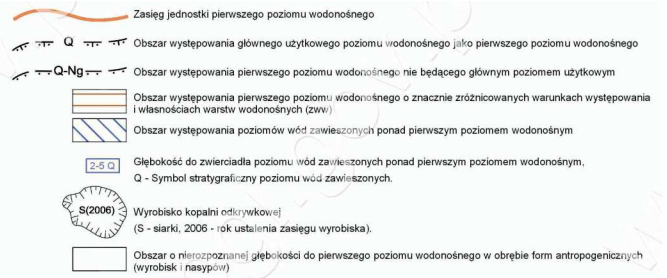 Zasięg jednostki pierwszego poziomu wodonośnego
Q Obszar występowania głównego użytkowego poziomu wodonośnego jako pierwszego poziomu wodonośnego
Q-Ng Obszar występowania pierwszego poziomu wodonośnego nie będącego głównym poziomem użytkowym
Obszar występowania pierwszego poziomu wodonośnego o znacznie zróżnicowanych warunkach występowania
i własnościach warstw wodonośnych (zww)
Obszar występowania poziomów wód zawieszonych ponad pierwszym poziomem wodonośnym
2-5 Q Głębokość do zwierciadła poziomu wód zawieszonych ponad pierwszym poziomem wodonośnym,
Q - Symbol stratygraficzny poziomu wód zawieszonych.
S(2006) Wyrobisko kopalni odkrywkowej
(S - siarki, 2006 - rok ustalenia zasięgu wyrobiska).
Obszar o nierozpoznanej głębokości do pierwszego poziomu wodonośnego w obrębie form antropogenicznych
(wyrobisk i nasypów)